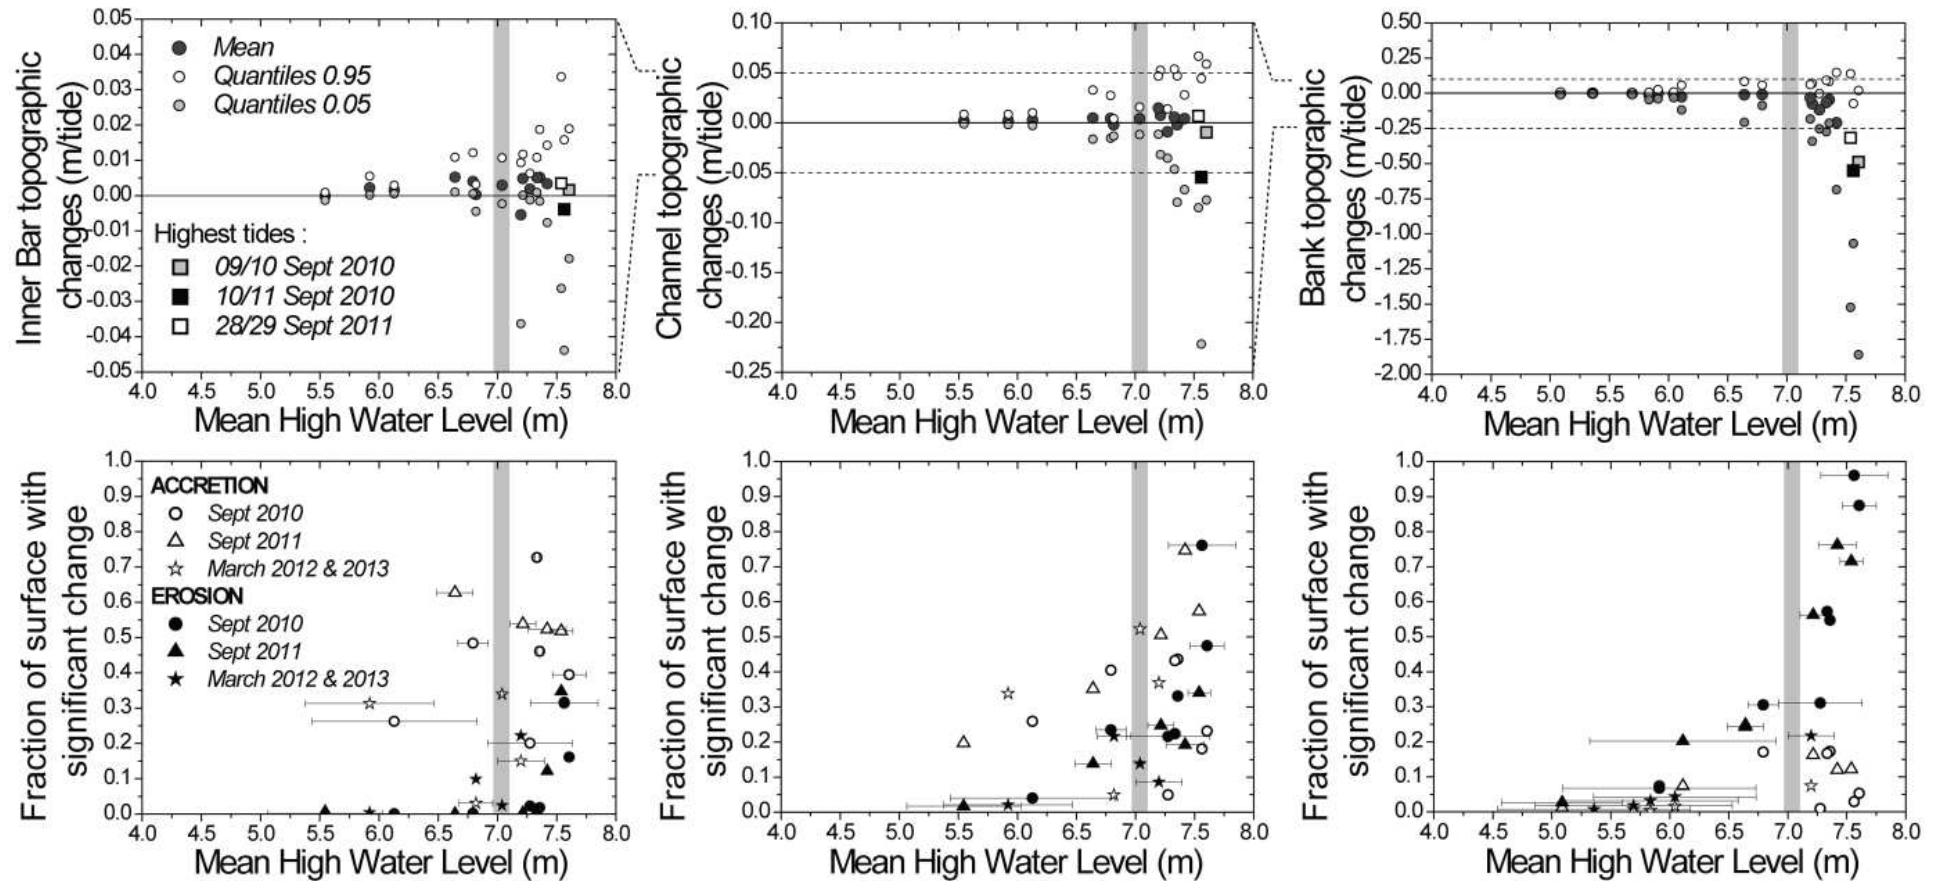 Inner Bar topographic
changes (m/tide)
0.05
0.04
0.03
0.02
0.01
0.00
-0.01
-0.02
-0.03
-0.04
-0.05
Mean
Quantiles 0.95
Quantiles 0.05
Highest tides :
09/10 Sept 2010
10/11 Sept 2010
28/29 Sept 2011
4.0 4.5 5.0 5.5 6.0 6.5 7.0 7.5 8.0
Mean High Water Level (m)
Channel topographic
changes (m/tide)
0.10
0.05
0.00
-0.05
-0.10
-0.15
-0.20
-0.25
4.0 4.5 5.0 5.5 6.0 6.5 7.0 7.5 8.0
Mean High Water Level (m)
Bank topographic
changes (m/tide)
0.50
0.25
0.00
-0.25
-0.50
-0.75
-1.00
-1.25
-1.50
-1.75
-2.00
4.0 4.5 5.0 5.5 6.0 6.5 7.0 7.5 8.0
Mean High Water Level (m)
Fraction of surface with
significant change
1.0
0.9
0.8
0.7
0.6
0.5
0.4
0.3
0.2
0.1
0.0
ACCRETION
Sept 2010
Sept 2011
March 2012 & 2013
EROSION
Sept 2010
Sept 2011
March 2012 & 2013
4.0 4.5 5.0 5.5 6.0 6.5 7.0 7.5 8.0
Mean High Water Level (m)
Fraction of surface with
significant change
1.0
0.9
0.8
0.7
0.6
0.5
0.4
0.3
0.2
0.1
0.0
4.0 4.5 5.0 5.5 6.0 6.5 7.0 7.5 8.0
Mean High Water Level (m)
Fraction of surface with
significant change
1.0
0.9
0.8
0.7
0.6
0.5
0.4
0.3
0.2
0.1
0.0
4.0 4.5 5.0 5.5 6.0 6.5 7.0 7.5 8.0
Mean High Water Level (m)